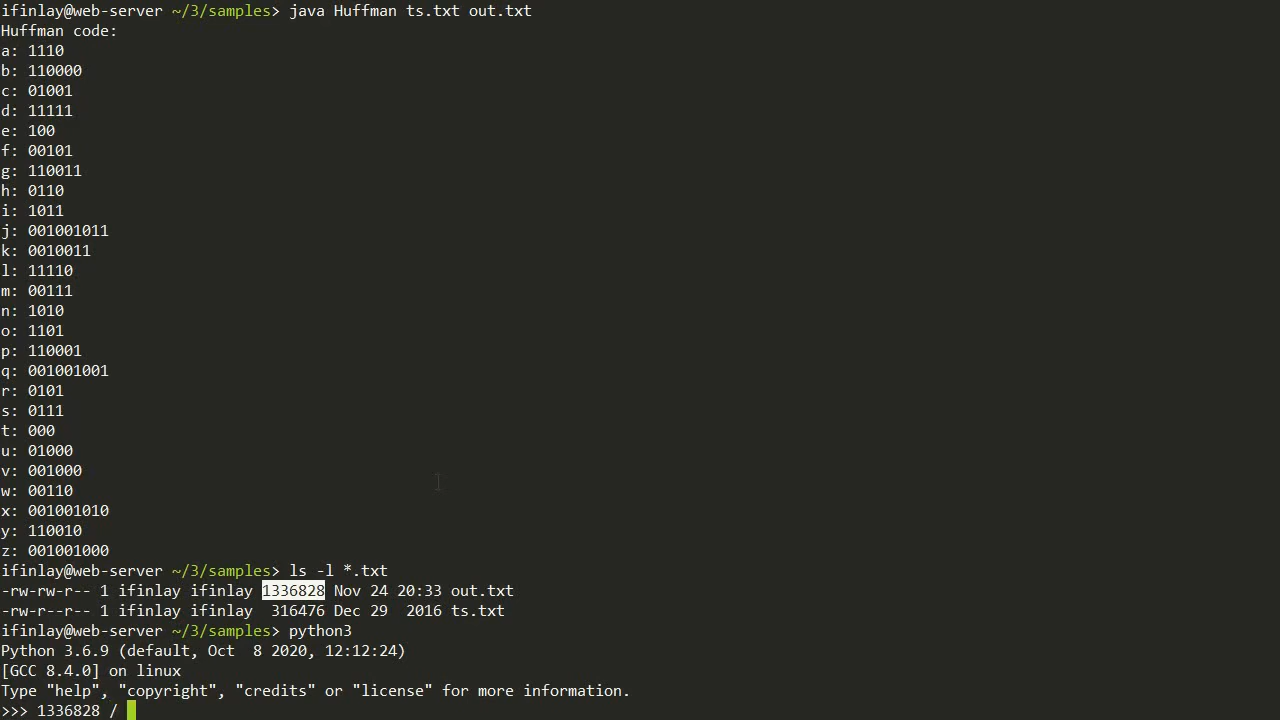 ifinlay@web-server ~/3/samples> java Huffman ts.txt out.txt
Huffman code:
a: 1110
b: 110000
c: 01001
d: 11111
e: 100
f: 00101
g: 110011
h: 0110
i: 1011
j: 001001011
k: 0010011
l: 11110
m: 00111
n: 1010
o: 1101
p: 110001
q: 001001001
r: 0101
s: 0111
t: 000
u: 01000
v: 001000
w: 00110
x: 001001010
y: 110010
z: 001001000
ifinlay@web-server ~/3/samples> ls -l *.txt
-rw-rw-r-- 1 ifinlay ifinlay 1336828 Nov 24 20:33 out.txt
-rw-r--r-- 1 ifinlay ifinlay  316476 Dec 29  2016 ts.txt
ifinlay@web-server ~/3/samples> python3
Python 3.6.9 (default, Oct  8 2020, 12:12:24)
[GCC 8.4.0] on linux
Type "help", "copyright", "credits" or "license" for more information.
>>> 1336828 /